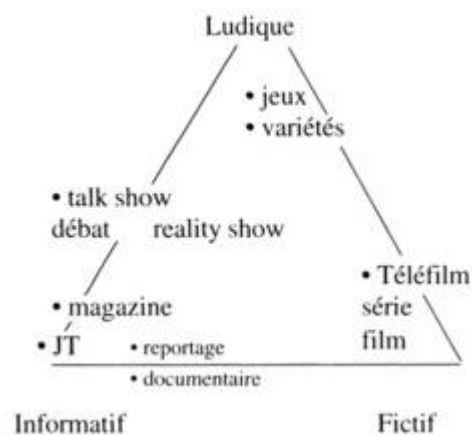 Ludique
• jeux
• variétés
• talk show
débat reality show
• Téléfilm
• magazine série
• JT • reportage film
• documentaire
Informatif Fictif